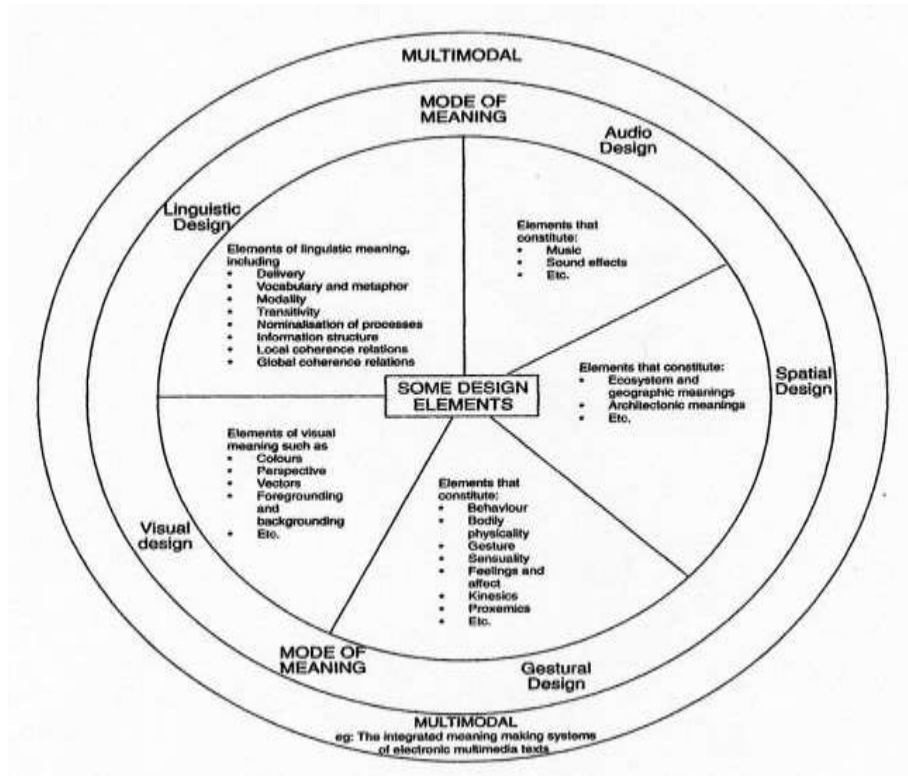 MULTIMODAL
MODE OF
MEANING
Audio
Design
Linguistic
Design
Elements of linguistic meaning,
including
• Delivery
• Vocabulary and metaphor
• Modality
• Transitivity
• Nominalisation of processes
• Information structure
• Local coherence relations
• Global coherence relations
Elements that
constitute:
• Music
• Sound effects
• Etc.
Elements that constitute:
• Ecosystem and
geographic meanings
• Architectonic meanings
• Etc.
Spatial
Design
SOME DESIGN
ELEMENTS
Elements of visual
meaning such as
• Colours
• Perspective
• Vectors
• Foregrounding
and
backgrounding
• Etc.
Visual
design
Elements that
constitute:
• Behaviour
• Bodily
physicality
• Gesture
• Sensuality
• Feelings and
affect
• Kinesics
• Proxemics
• Etc.
MODE OF
MEANING
Gestural
Design
MULTIMODAL
eg: The integrated meaning making systems
of electronic multimedia texts